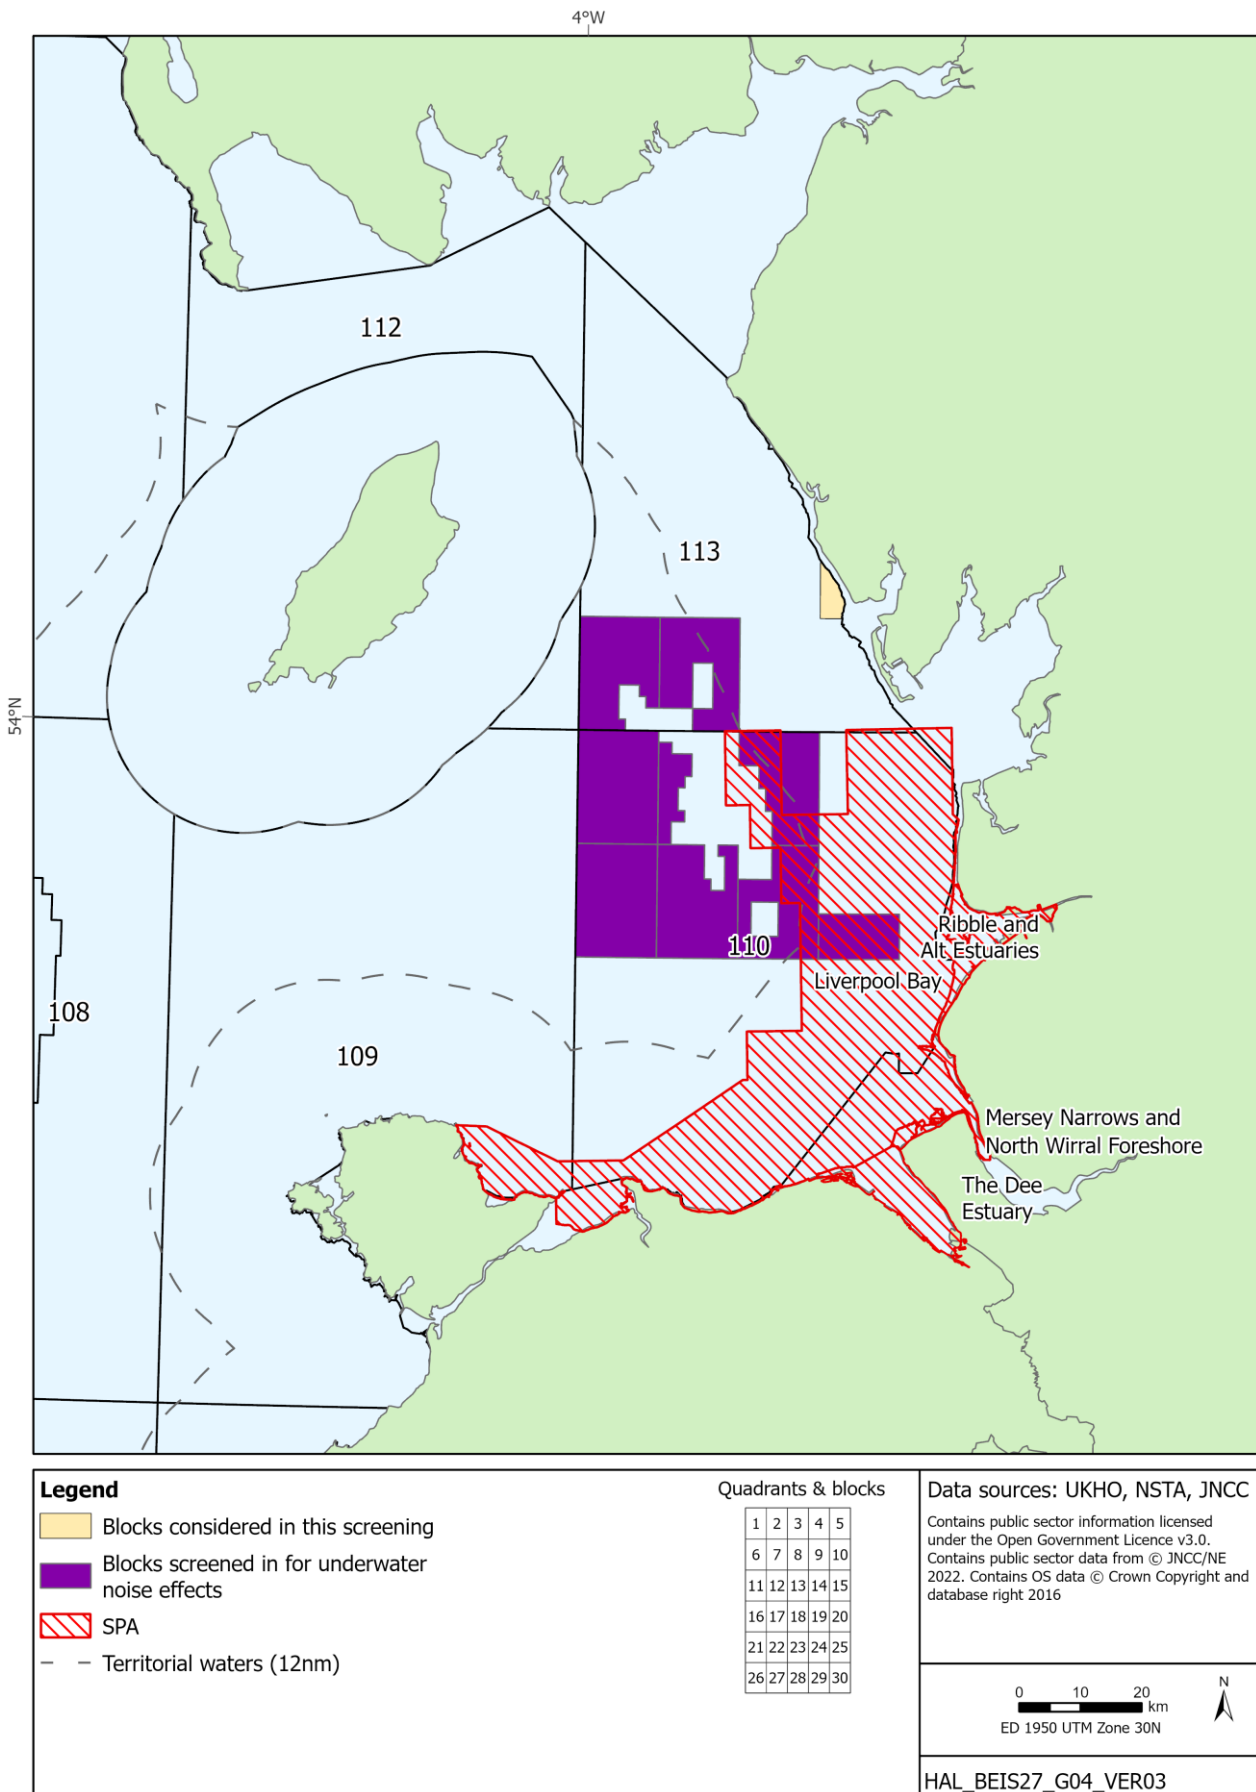 4°W
112
113
54°N
110
Ribble and
Alt Estuaries
Liverpool Bay
108
109
Mersey Narrows and
North Wirral Foreshore
The Dee
Estuary
Legend
Blocks considered in this screening
Blocks screened in for underwater
noise effects
SPA
Territorial waters (12nm)
Quadrants & blocks
1 2 3 4 5
6 7 8 9 10
11 12 13 14 15
16 17 18 19 20
21 22 23 24 25
26 27 28 29 30
Data sources: UKHO, NSTA, JNCC
Contains public sector information licensed
under the Open Government Licence v3.0.
Contains public sector data from © JNCC/NE
2022. Contains OS data © Crown Copyright and
database right 2016
0 10 20
km
N
ED 1950 UTM Zone 30N
HAL_BEIS27_G04_VER03